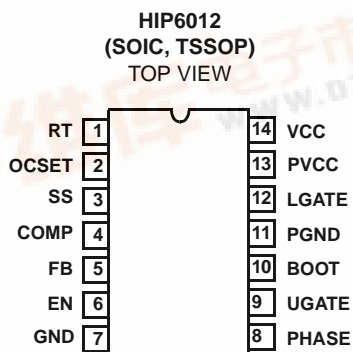 HIP6012
(SOIC, TSSOP)
TOP VIEW
RT 1 14 VCC
OCSET 2 13 PVCC
SS 3 12 LGATE
COMP 4 11 PGND
FB 5 10 BOOT
EN 6 9 UGATE
GND 7 8 PHASE